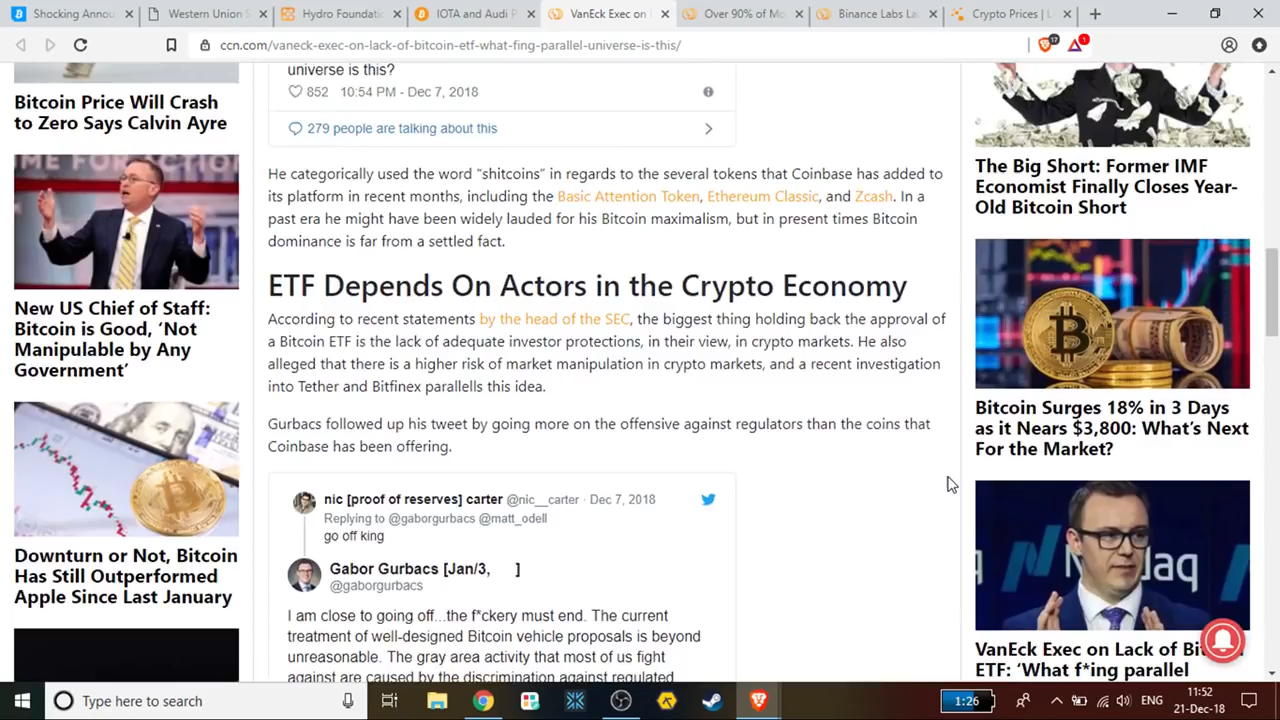 Shocking Annou
Western Union S
Hydro Foundatio
IOTA and Audi P
VanEck Exec on
Over 90% of Mo
Binance Labs La
Crypto Prices | L
ccn.com/vaneck-exec-on-lack-of-bitcoin-etf-what-fing-parallel-universe-is-this/
17
1
Bitcoin Price Will Crash
to Zero Says Calvin Ayre
New US Chief of Staff:
Bitcoin is Good, ‘Not
Manipulable by Any
Government’
Downturn or Not, Bitcoin
Has Still Outperformed
Apple Since Last January
universe is this?
852 10:54 PM - Dec 7, 2018
279 people are talking about this
He categorically used the word “shitcoins” in regards to the several tokens that Coinbase has added to
its platform in recent months, including the Basic Attention Token, Ethereum Classic, and Zcash. In a
past era he might have been widely lauded for his Bitcoin maximalism, but in present times Bitcoin
dominance is far from a settled fact.
ETF Depends On Actors in the Crypto Economy
According to recent statements by the head of the SEC, the biggest thing holding back the approval of
a Bitcoin ETF is the lack of adequate investor protections, in their view, in crypto markets. He also
alleged that there is a higher risk of market manipulation in crypto markets, and a recent investigation
into Tether and Bitfinex parallells this idea.
Gurbacs followed up his tweet by going more on the offensive against regulators than the coins that
Coinbase has been offering.
nic [proof of reserves] carter @nic__carter · Dec 7, 2018
Replying to @gaborgurbacs @matt_odell
go off king
Gabor Gurbacs [Jan/3, ]
@gaborgurbacs
I am close to going off...the f*ckery must end. The current
treatment of well-designed Bitcoin vehicle proposals is beyond
unreasonable. The gray area activity that most of us fight
against are caused by the discrimination against regulated
The Big Short: Former IMF
Economist Finally Closes Year-
Old Bitcoin Short
Bitcoin Surges 18% in 3 Days
as it Nears $3,800: What’s Next
For the Market?
Nasdaq
VanEck Exec on Lack of Bi
ETF: ‘What f*ing parallel
Type here to search
1:26
ENG
11:52
21-Dec-18